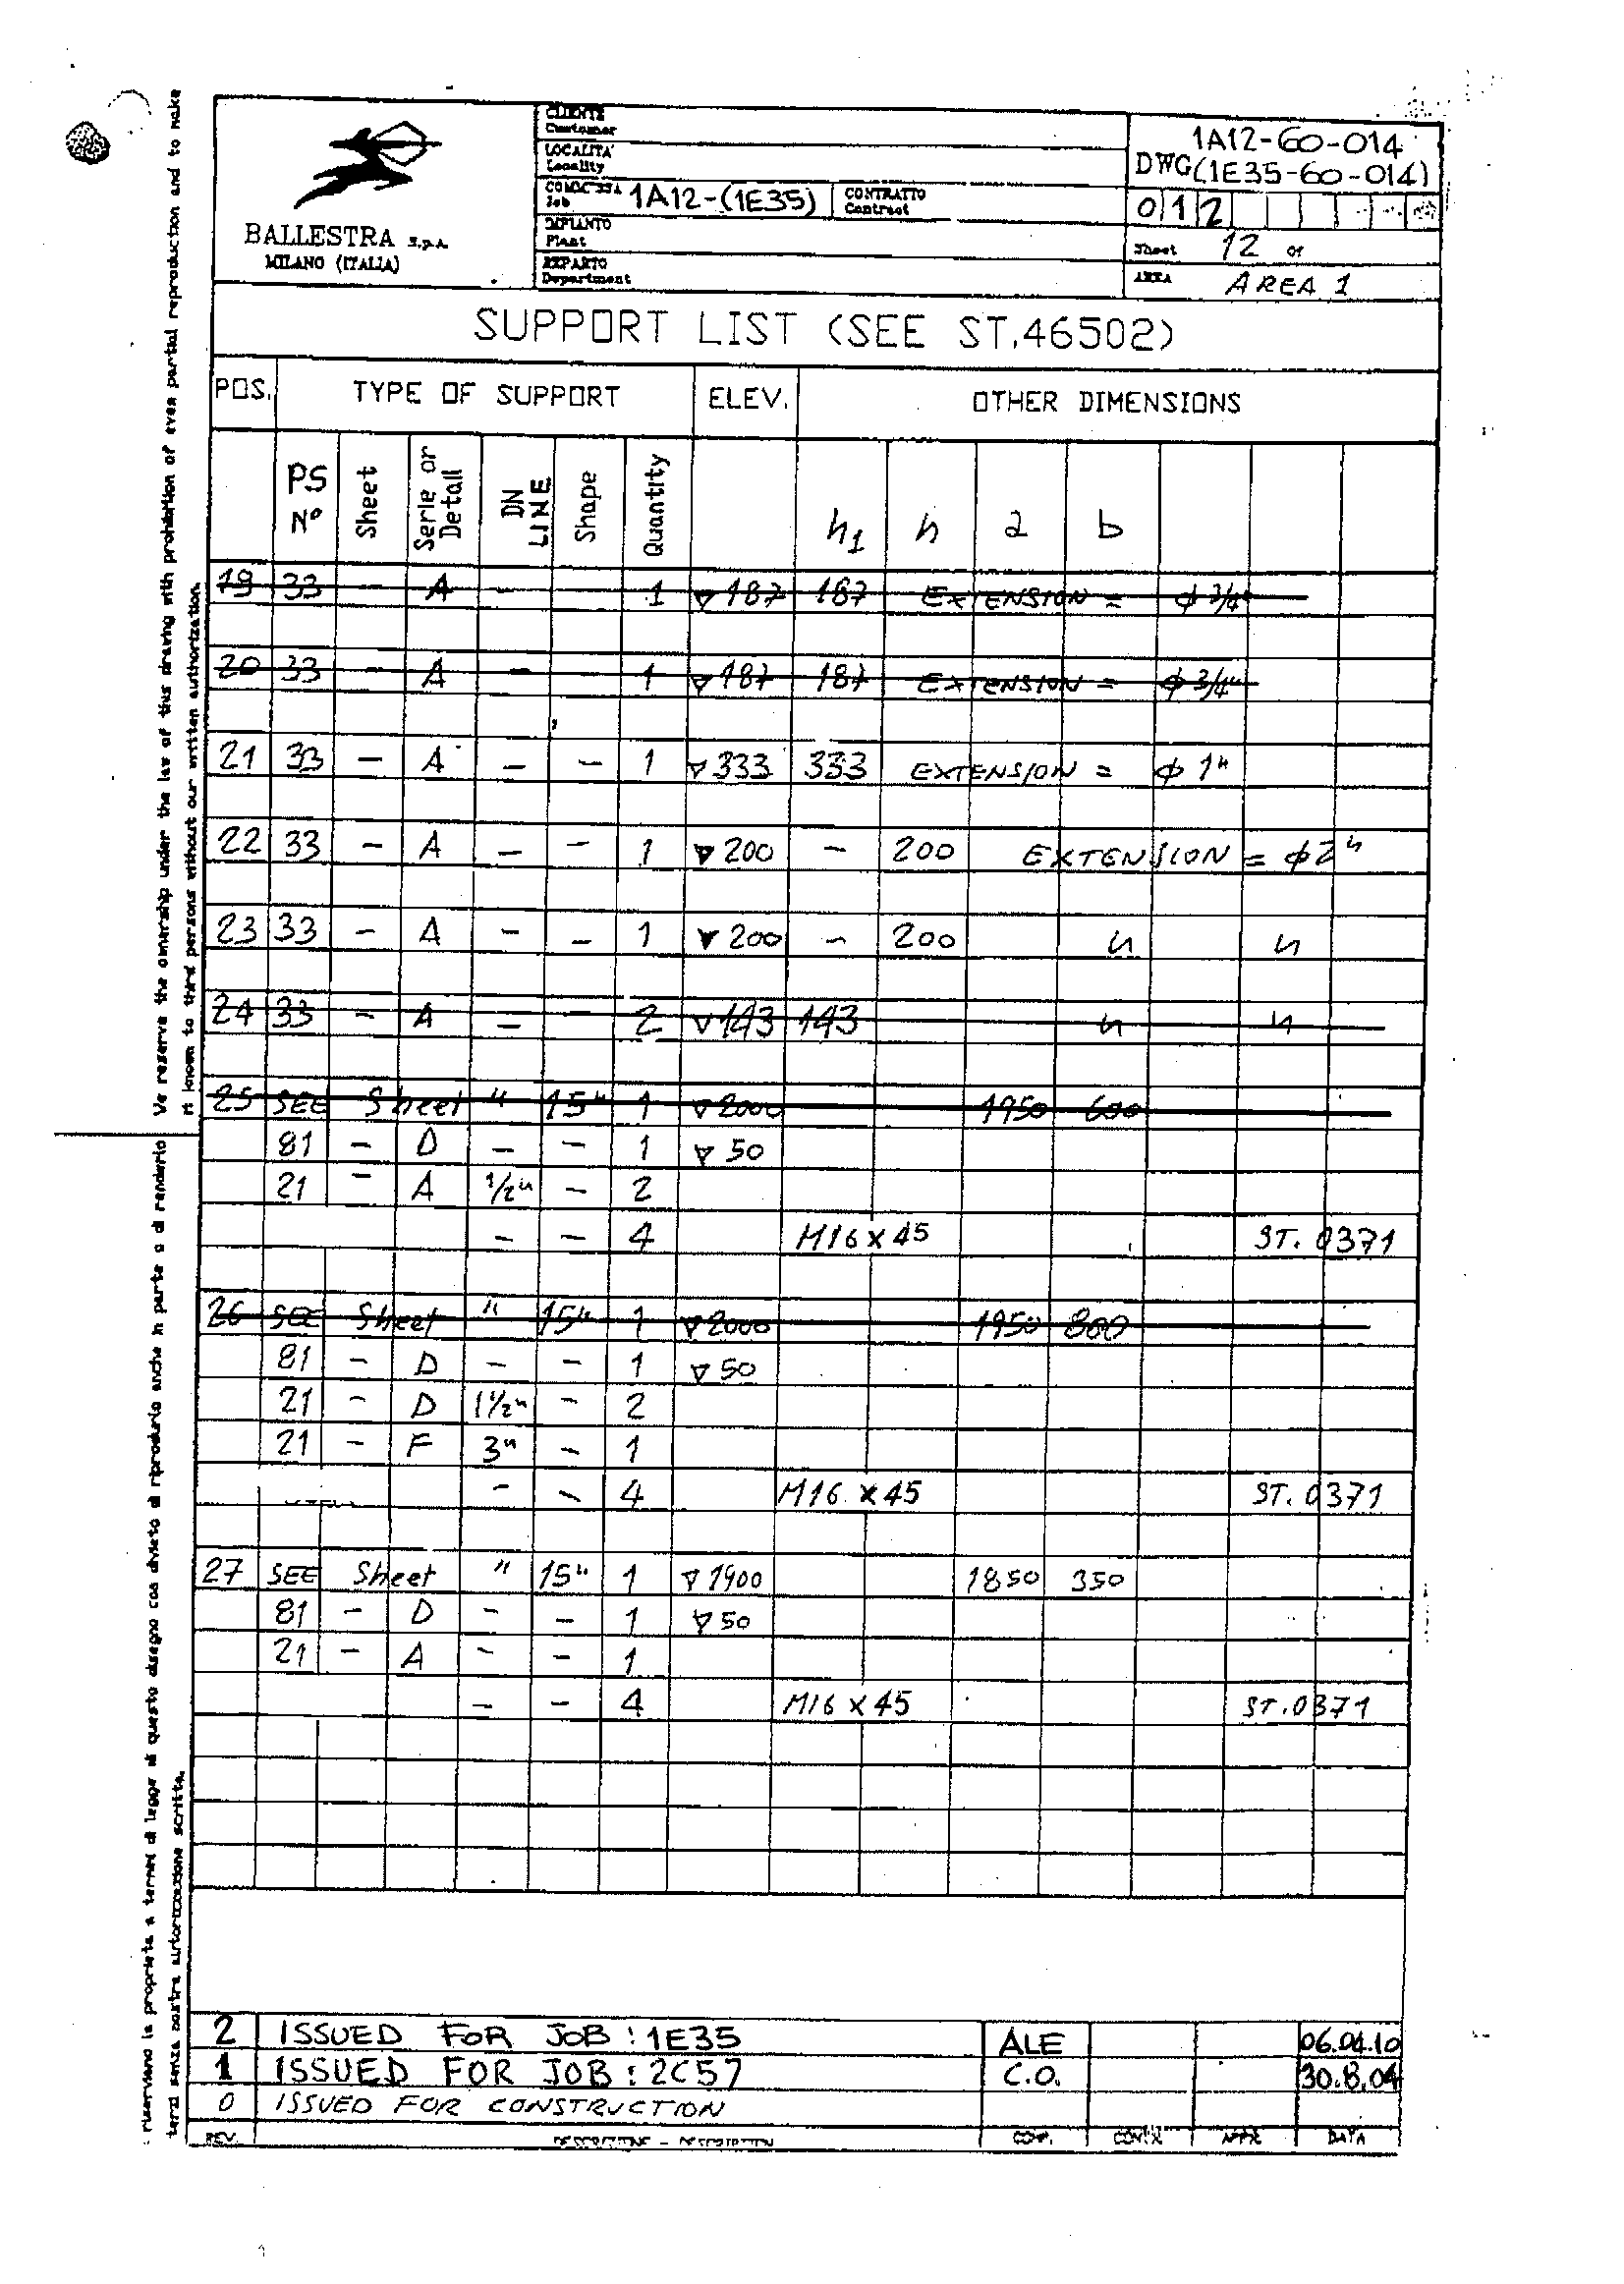 CLIENTE
Customer
LOCALITA'
Locality
COMMESSA
Job 1A12-(1E35) CONTRATTO
Contract
IMPIANTO
Plant
REPARTO
Department
BALLESTRA S.p.A.
MILANO (ITALIA)
1A12-60-014
DWG(1E35-60-014)
0 1 2
Sheet 12 of
AREA AREA 1
SUPPORT LIST (SEE ST.46502)
POS. TYPE OF SUPPORT ELEV. OTHER DIMENSIONS
PS N° Sheet Serie or Detail DN LINE Shape Quantity h1 h a b
19 33 - A - 1 ▽187 187 EXTENSION = ϕ 3/4"
20 33 - A - 1 ▽187 187 EXTENSION = ϕ 3/4"
21 33 - A - - 1 ▽333 333 EXTENSION = ϕ 1"
22 33 - A - - 1 ▽200 - 200 EXTENSION = ϕ2"
23 33 - A - - 1 ▽200 - 200 " "
24 33 - A - - 2 ▽143 143 " "
25 SEE Sheet " 15" 1 ▽2000 1950 600
81 - D - - 1 ▽50
21 - A 1/2" - 2
- - 4 M16x45 ST. 0371
26 SEE Sheet " 15" 1 ▽2000 1950 800
81 - D - - 1 ▽50
21 - D 1 1/2" - 2
21 - F 3" - 1
- - 4 M16 x45 ST. 0371
27 SEE Sheet " 15" 1 ▽1900 1850 350
81 - D - - 1 ▽50
21 - A - - 1
- - 4 M16 x45 ST.0371
2 ISSUED FOR JOB: 1E35 ALE 06.04.10
1 ISSUED FOR JOB: 2C57 C.O. 30.8.04
0 ISSUED FOR CONSTRUCTION
REV. DESCRIZIONE - DESCRIPTION COMP. CONTR. APPR. DATA
We reserve the ownership under the law of this drawing with prohibition of even partial reproduction and to make
it known to third persons without our written authorization.
riserviamo la proprieta a termini di legge di questo disegno con divieto di riprodurlo anche in parte o di renderlo
terzi senza nostra autorizzazione scritta.